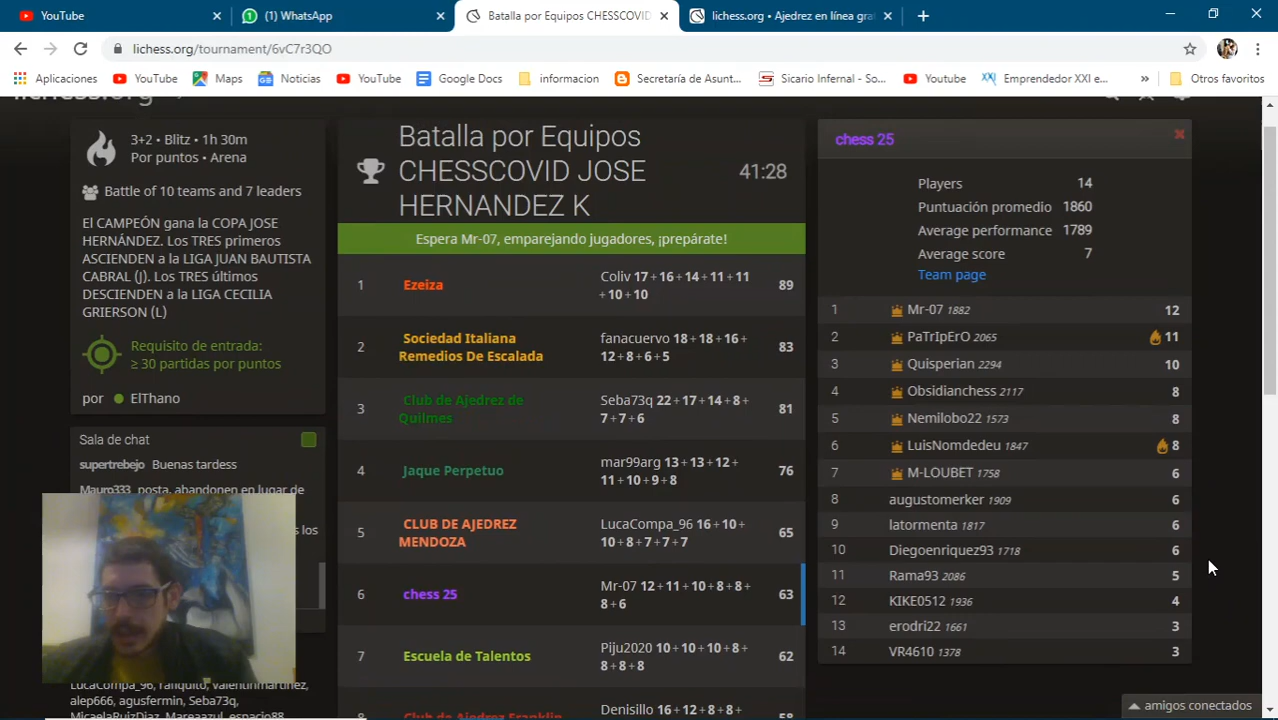 YouTube
(1) WhatsApp
Batalla por Equipos CHESSCOVID
lichess.org • Ajedrez en línea gra
lichess.org/tournament/6vC7r3QO
Aplicaciones
YouTube
Maps
Noticias
YouTube
Google Docs
informacion
Secretaría de Asunt...
Sicario Infernal - So...
Youtube
Emprendedor XXI e...
»
Otros favoritos
lichess.org
3+2 • Blitz • 1h 30m
Por puntos • Arena
Battle of 10 teams and 7 leaders
El CAMPEÓN gana la COPA JOSE
HERNÁNDEZ. Los TRES primeros
ASCIENDEN a la LIGA JUAN BAUTISTA
CABRAL (J). Los TRES últimos
DESCIENDEN a la LIGA CECILIA
GRIERSON (L)
Requisito de entrada:
≥ 30 partidas por puntos
por ElThano
Sala de chat
supertrebejo Buenas tardess
Mauro333 posta, abandonen en lugar de
os los
LucaCompa_96, rafiquito, valentinmartinez,
alep666, agusfermin, Seba73q,
MicaelaRuizDiaz, Mareaazul, espacio88
Batalla por Equipos
CHESSCOVID JOSE
HERNANDEZ K
41:28
Espera Mr-07, emparejando jugadores, ¡prepárate!
1 Ezeiza Coliv 17+16+14+11+11 89
+10+10
2 Sociedad Italiana fanacuervo 18+18+16+ 83
Remedios De Escalada 12+8+6+5
3 Club de Ajedrez de Seba73q 22+17+14+8+ 81
Quilmes 7+7+6
4 Jaque Perpetuo mar99arg 13+13+12+ 76
11+10+9+8
5 CLUB DE AJEDREZ LucaCompa_96 16+10+ 65
MENDOZA 10+8+7+7+7
6 chess 25 Mr-07 12+11+10+8+8+ 63
8+6
7 Escuela de Talentos Piju2020 10+10+10+8+ 62
8+8+8
8 Club de Ajedrez Franklin Denisillo 16+12+8+8+ 58
chess 25
Players 14
Puntuación promedio 1860
Average performance 1789
Average score 7
Team page
1 Mr-07 1882 12
2 PaTrIpErO 2065 11
3 Quisperian 2294 10
4 Obsidianchess 2117 8
5 Nemilobo22 1573 8
6 LuisNomdedeu 1847 8
7 M-LOUBET 1758 6
8 augustomerker 1909 6
9 latormenta 1817 6
10 Diegoenriquez93 1718 6
11 Rama93 2086 5
12 KIKE0512 1936 4
13 erodri22 1661 3
14 VR4610 1378 3
amigos conectados